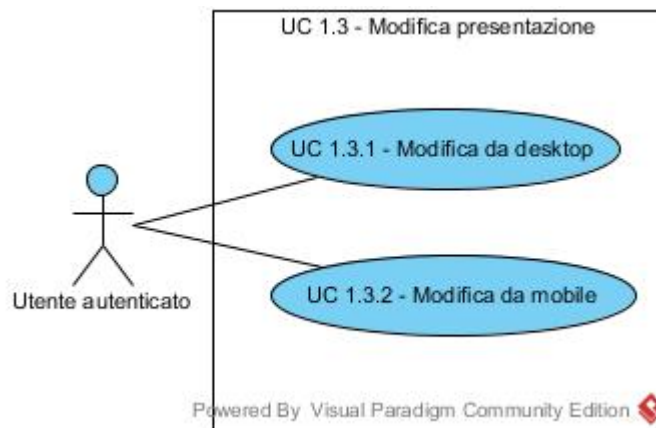 UC 1.3 - Modifica presentazione
UC 1.3.1 - Modifica da desktop
Utente autenticato
UC 1.3.2 - Modifica da mobile
Powered By Visual Paradigm Community Edition